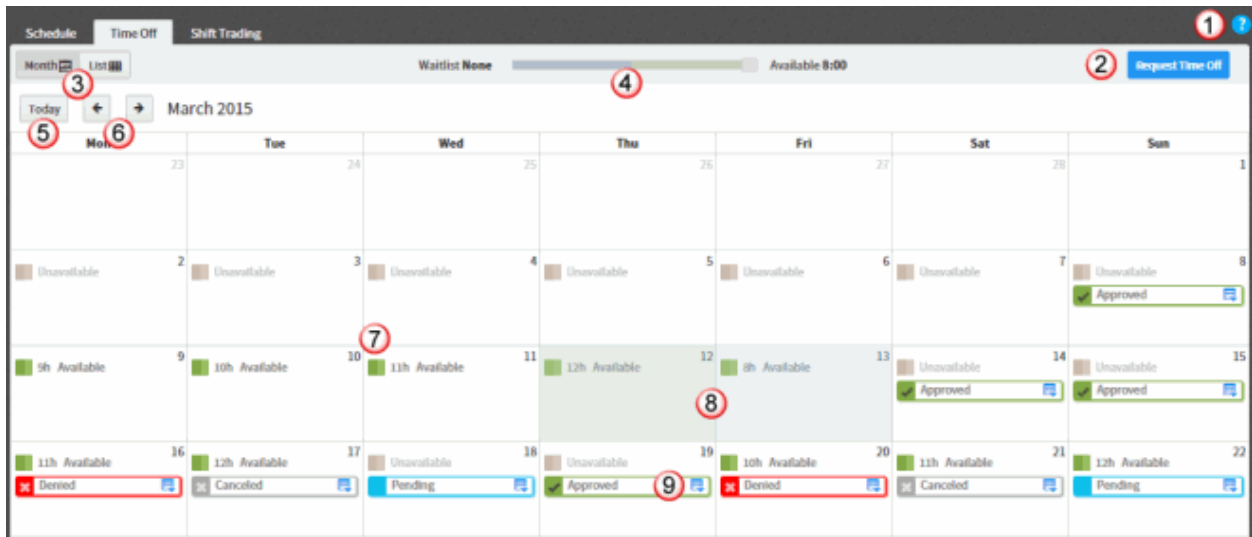 Schedule Time Off Shift Trading 1 ?
Month List Waitlist None Available 8:00 2 Request Time Off
3 4
Today ← → March 2015
5 6
Mon Tue Wed Thu Fri Sat Sun
23 24 25 26 27 28 1
2 3 4 5 6 7 8
Unavailable Unavailable Unavailable Unavailable Unavailable Unavailable Unavailable
Approved
7
9 10 11 12 13 14 15
9h Available 10h Available 11h Available 12h Available 8h Available Unavailable Unavailable
Approved Approved
8
16 17 18 19 20 21 22
11h Available 12h Available Unavailable Unavailable 10h Available 11h Available 12h Available
Denied Canceled Pending Approved 9 Denied Canceled Pending